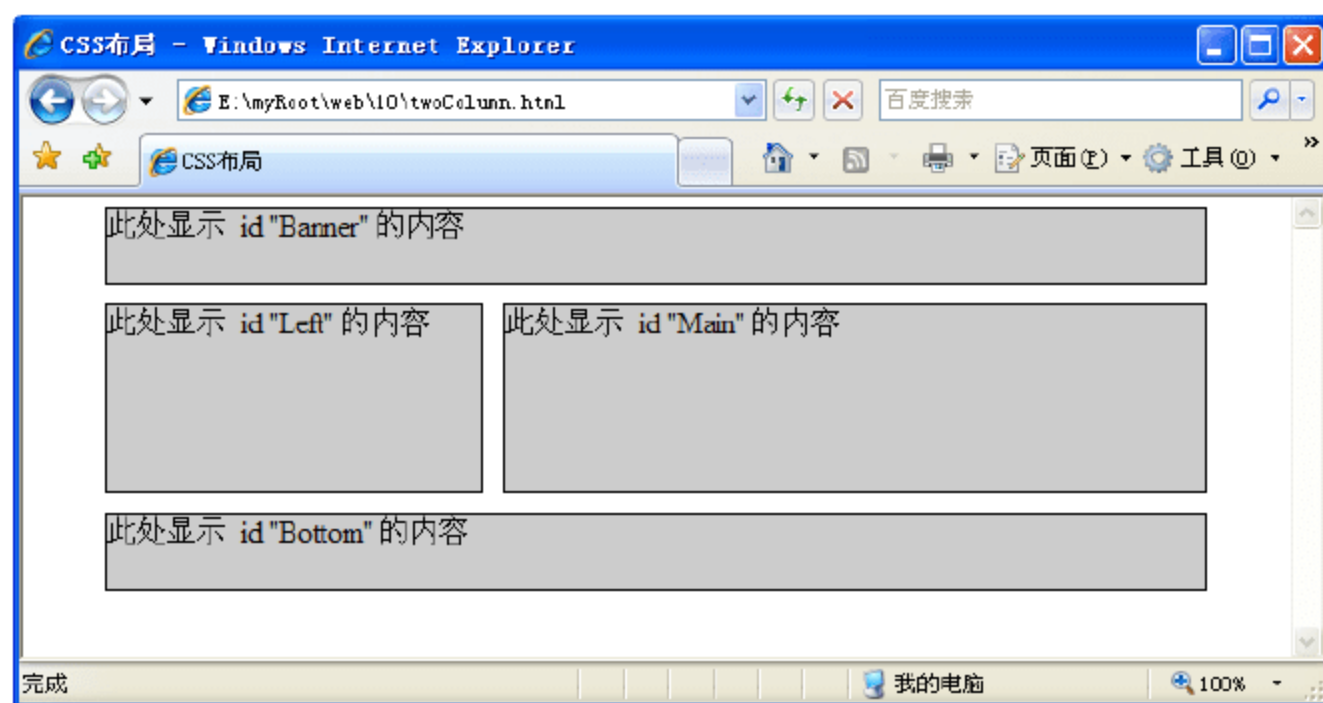 CSS布局 - Windows Internet Explorer
E:\myRoot\web\10\twoColumn.html
百度搜索
CSS布局
页面(P)
工具(O)
»
此处显示 id "Banner" 的内容
此处显示 id "Left" 的内容
此处显示 id "Main" 的内容
此处显示 id "Bottom" 的内容
完成
我的电脑
100%